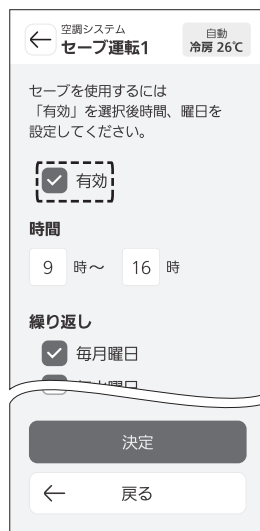 空調システム
セーブ運転1
自動
冷房 26℃
セーブを使用するには
「有効」を選択後時間、曜日を
設定してください。
有効
時間
9 時～ 16 時
繰り返し
毎月曜日
決定
戻る